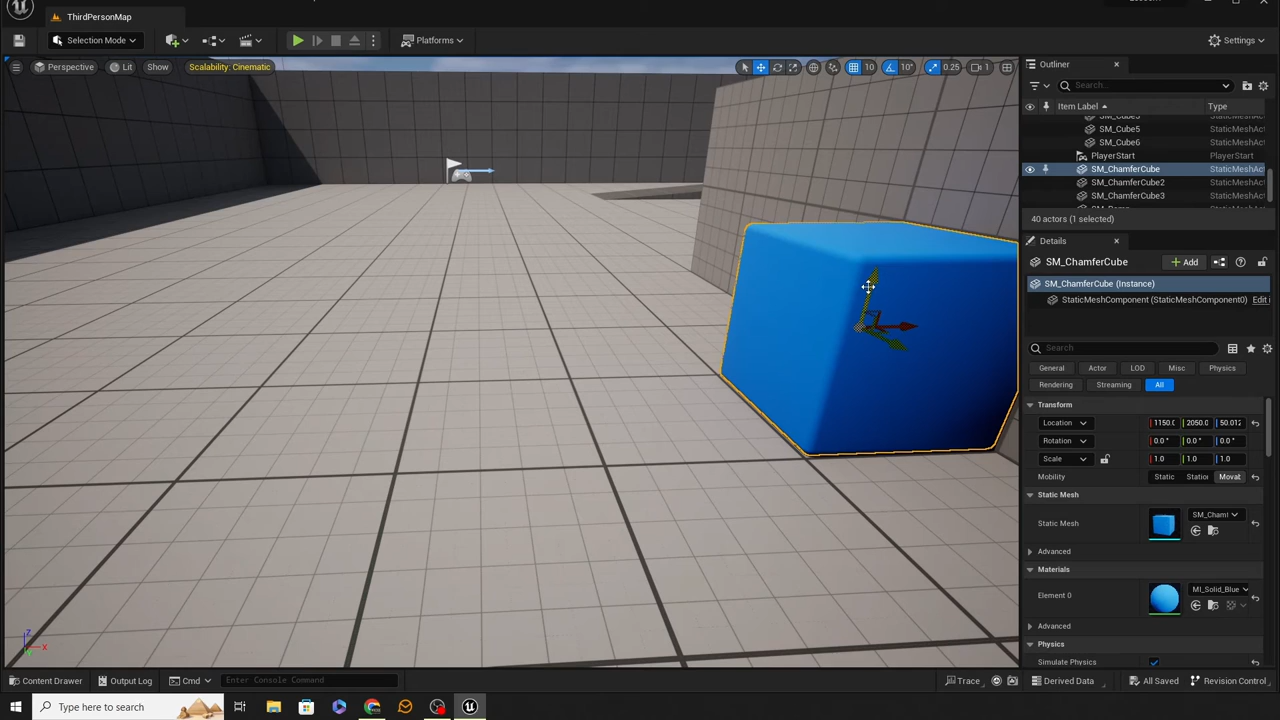 ThirdPersonMap
Selection Mode
Platforms
Settings
Perspective
Lit
Show
Scalability: Cinematic
10
10°
0.25
1
Outliner
Search...
Item Label
Type
SM_Cube5
StaticMeshAct
SM_Cube6
StaticMeshAct
PlayerStart
PlayerStart
SM_ChamferCube
StaticMeshAct
SM_ChamferCube2
StaticMeshAct
SM_ChamferCube3
StaticMeshAct
40 actors (1 selected)
Details
SM_ChamferCube
Add
SM_ChamferCube (Instance)
StaticMeshComponent (StaticMeshComponent0)
Edit i
Search
General
Actor
LOD
Misc
Physics
Rendering
Streaming
All
Transform
Location
1150.0
2050.0
50.012
Rotation
0.0 °
0.0 °
0.0 °
Scale
1.0
1.0
1.0
Mobility
Static
Statio
Movab
Static Mesh
Static Mesh
SM_Chamf
Advanced
Materials
Element 0
MI_Solid_Blue
Advanced
Physics
Simulate Physics
Z
X
Content Drawer
Output Log
Cmd
Enter Console Command
Trace
Derived Data
All Saved
Revision Control
Type here to search